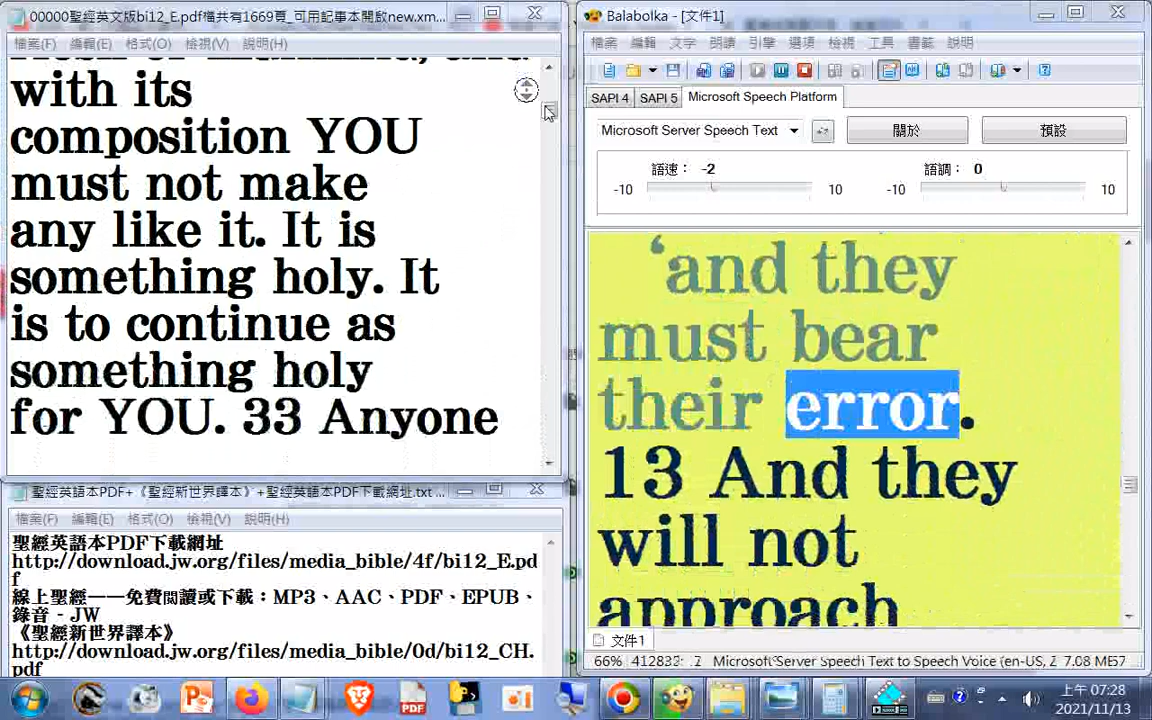 00000聖經英文版bi12_E.pdf檔共有1669頁_可用記事本開啟new.xm...
檔案(F) 編輯(E) 格式(O) 檢視(V) 說明(H)
with its
composition YOU
must not make
any like it. It is
something holy. It
is to continue as
something holy
for YOU. 33 Anyone
聖經英語本PDF+《聖經新世界譯本》+聖經英語本PDF下載網址.txt ...
檔案(F) 編輯(E) 格式(O) 檢視(V) 說明(H)
聖經英語本PDF下載網址
http://download.jw.org/files/media_bible/4f/bi12_E.pd
f
線上聖經——免費閱讀或下載：MP3、AAC、PDF、EPUB、
錄音 - JW
《聖經新世界譯本》
http://download.jw.org/files/media_bible/0d/bi12_CH.
pdf
Balabolka - [文件1]
檔案 編輯 文字 朗讀 引擎 選項 檢視 工具 書籤 說明
SAPI 4 SAPI 5 Microsoft Speech Platform
Microsoft Server Speech Text 關於 預設
語速： -2 語調： 0
-10 10 -10 10
‘and they
must bear
their error.
13 And they
will not
approach
文件1
66% Microsoft Server Speech Text to Speech Voice (en-US, Z 7.08 ME
上午 07:28
2021/11/13